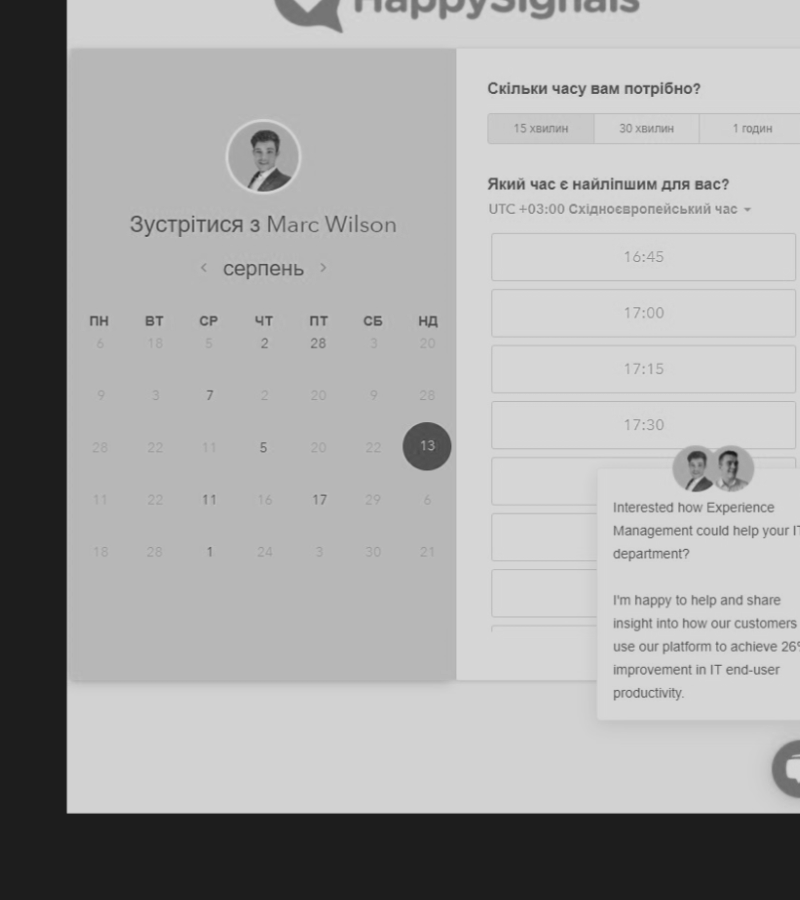 HappySignals
Зустрітися з Marc Wilson
серпень
ПН ВТ СР ЧТ ПТ СБ НД
6 18 5 2 28 3 20
9 3 7 2 20 9 28
28 22 11 5 20 22 13
11 22 11 16 17 29 6
18 28 1 24 3 30 21
Скільки часу вам потрібно?
15 хвилин 30 хвилин 1 годин
Який час є найліпшим для вас?
UTC +03:00 Східноєвропейський час
16:45
17:00
17:15
17:30
Interested how Experience
Management could help your IT
department?
I'm happy to help and share
insight into how our customers
use our platform to achieve 26%
improvement in IT end-user
productivity.